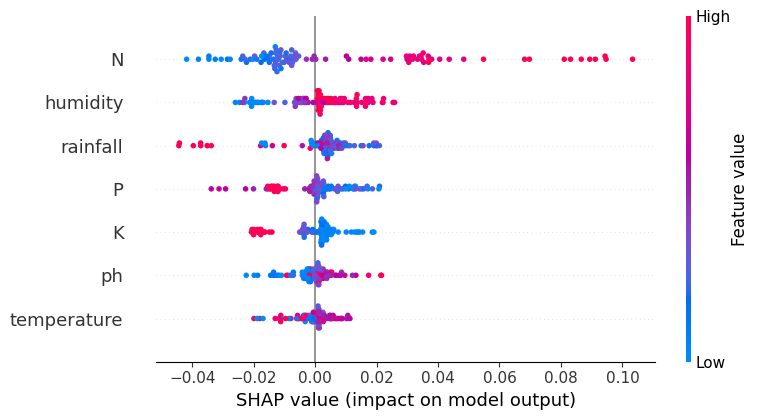 High
N
humidity
rainfall
P
K
ph
temperature
Low
Feature value
−0.04 −0.02 0.00 0.02 0.04 0.06 0.08 0.10
SHAP value (impact on model output)